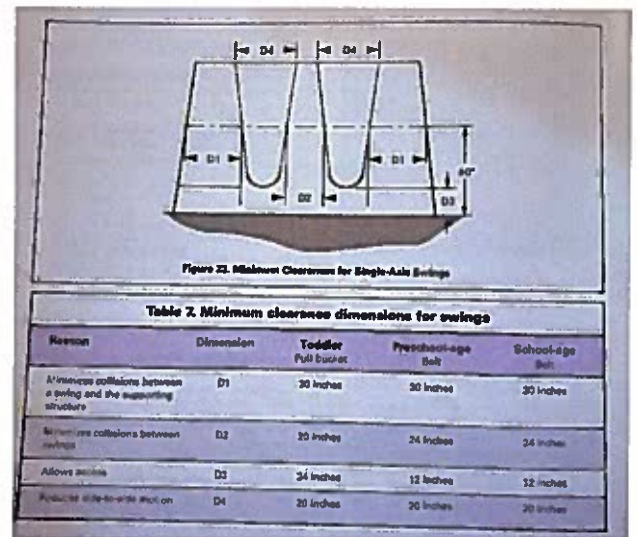 D4 D4
D1 D1
60"
D2 D3
Figure 23. Minimum Clearances for Single-Axis Swings
Table 7. Minimum clearance dimensions for swings
Reason Dimension Toddler Preschool-age School-age
Full bucket Belt Belt
Minimizes collisions between D1 30 inches 30 inches 30 inches
a swing and the supporting
structure
Minimizes collisions between D2 20 inches 24 inches 24 inches
swings
Allows access D3 24 inches 12 inches 12 inches
Reduces side-to-side motion D4 20 inches 20 inches 20 inches